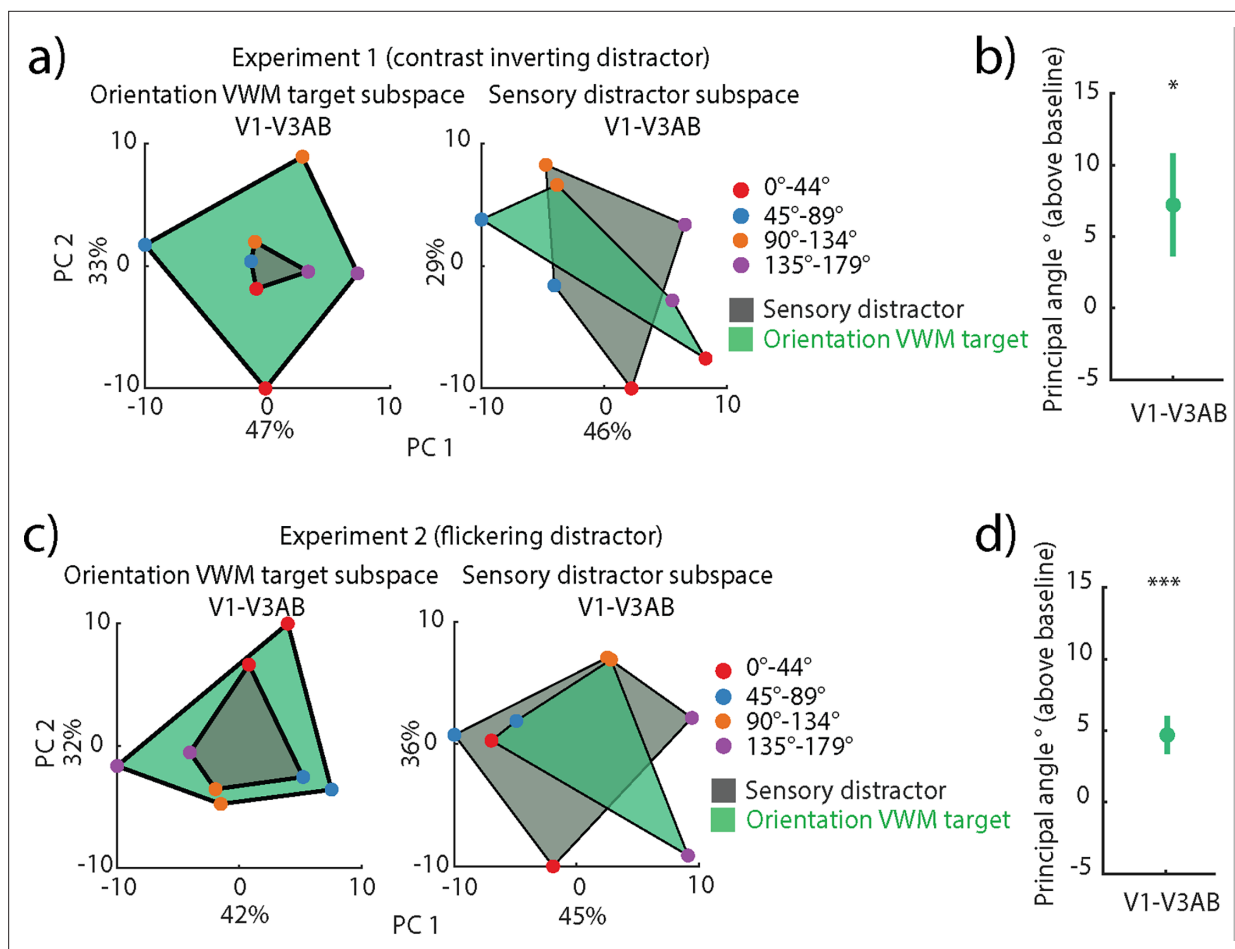 a)
Experiment 1 (contrast inverting distractor)
Orientation VWM target subspace
V1-V3AB
Sensory distractor subspace
V1-V3AB
10
0
-10
PC 2
33%
-10
0
10
47%
10
0
-10
29%
-10
0
10
46%
PC 1
0°-44°
45°-89°
90°-134°
135°-179°
Sensory distractor
Orientation VWM target
b)
*
Principal angle ° (above baseline)
15
10
5
0
-5
V1-V3AB
c)
Experiment 2 (flickering distractor)
Orientation VWM target subspace
V1-V3AB
Sensory distractor subspace
V1-V3AB
10
0
-10
PC 2
32%
-10
0
10
42%
10
0
-10
36%
-10
0
10
45%
PC 1
0°-44°
45°-89°
90°-134°
135°-179°
Sensory distractor
Orientation VWM target
d)
***
Principal angle ° (above baseline)
15
10
5
0
-5
V1-V3AB